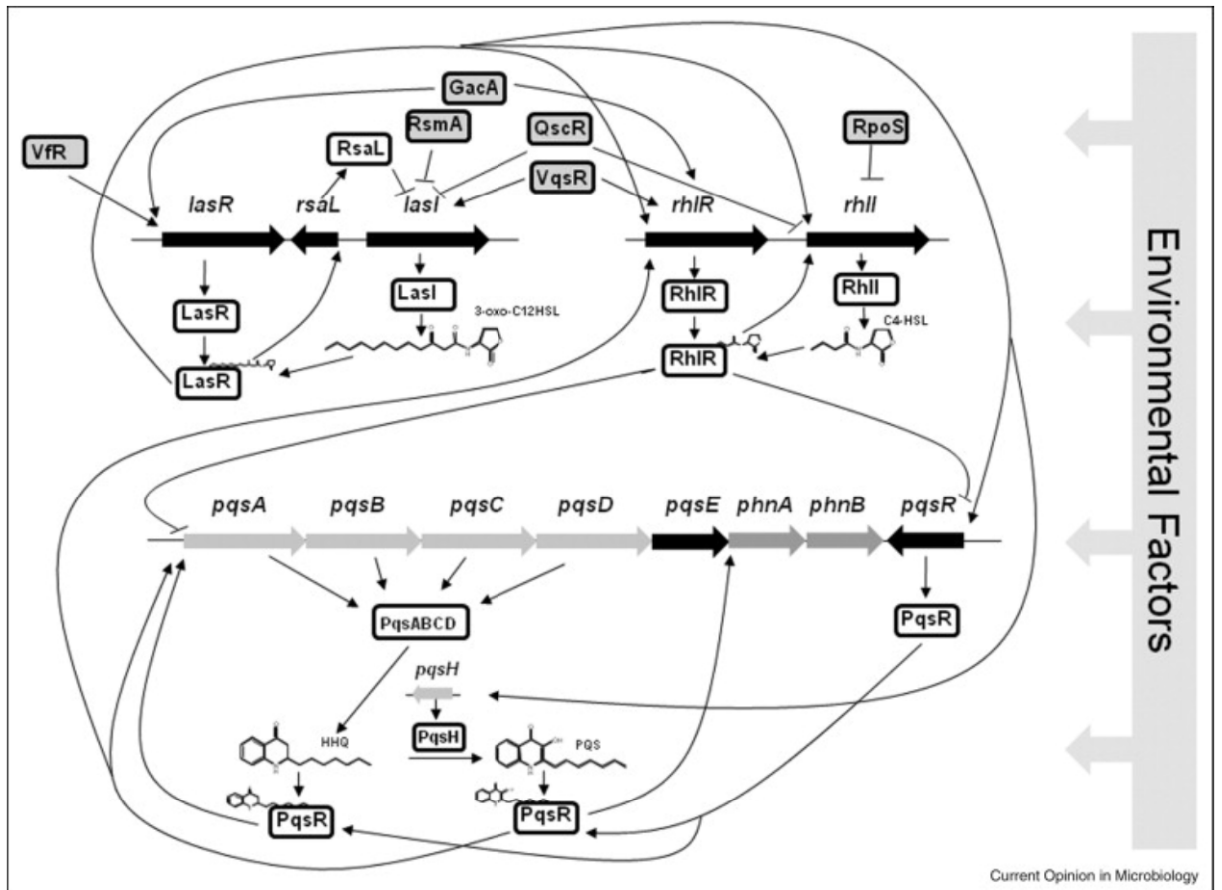 GacA
RsmA
QscR
RpoS
VfR
RsaL
VqsR
lasR
rsaL
lasI
rhlR
rhlI
LasR
LasI
3-oxo-C12HSL
RhlR
RhlI
C4-HSL
LasR
RhlR
pqsA
pqsB
pqsC
pqsD
pqsE
phnA
phnB
pqsR
PqsABCD
PqsR
pqsH
PqsH
HHQ
PQS
PqsR
PqsR
Environmental Factors
Current Opinion in Microbiology